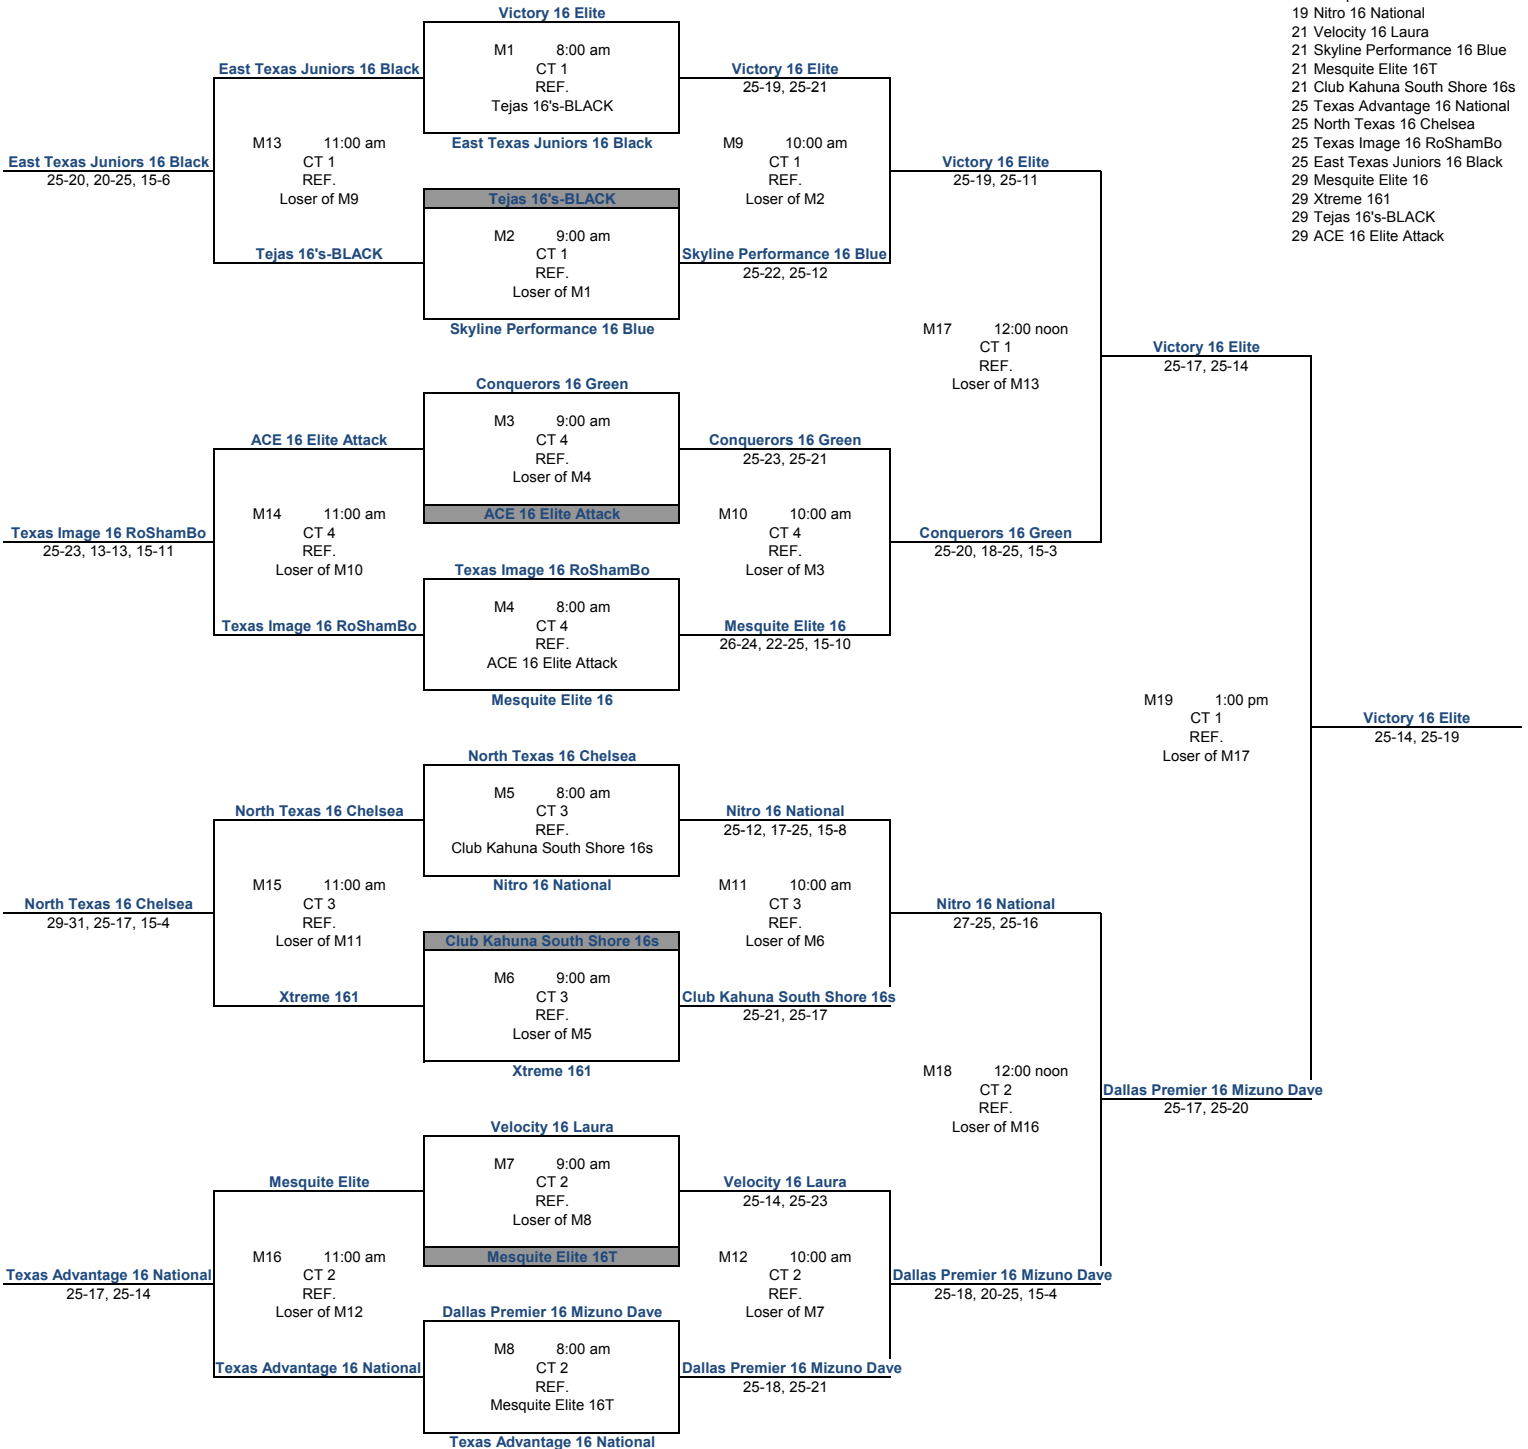 Victory 16 Elite
M1 8:00 am
CT 1
REF.
Tejas 16's-BLACK
East Texas Juniors 16 Black
Tejas 16's-BLACK
M2 9:00 am
CT 1
REF.
Loser of M1
Skyline Performance 16 Blue
Conquerors 16 Green
M3 9:00 am
CT 4
REF.
Loser of M4
ACE 16 Elite Attack
Texas Image 16 RoShamBo
M4 8:00 am
CT 4
REF.
ACE 16 Elite Attack
Mesquite Elite 16
North Texas 16 Chelsea
M5 8:00 am
CT 3
REF.
Club Kahuna South Shore 16s
Nitro 16 National
Club Kahuna South Shore 16s
M6 9:00 am
CT 3
REF.
Loser of M5
Xtreme 161
Velocity 16 Laura
M7 9:00 am
CT 2
REF.
Loser of M8
Mesquite Elite 16T
Dallas Premier 16 Mizuno Dave
M8 8:00 am
CT 2
REF.
Mesquite Elite 16T
Texas Advantage 16 National
East Texas Juniors 16 Black
M13 11:00 am
CT 1
REF.
Loser of M9
Tejas 16's-BLACK
East Texas Juniors 16 Black
25-20, 20-25, 15-6
ACE 16 Elite Attack
M14 11:00 am
CT 4
REF.
Loser of M10
Texas Image 16 RoShamBo
Texas Image 16 RoShamBo
25-23, 13-13, 15-11
North Texas 16 Chelsea
M15 11:00 am
CT 3
REF.
Loser of M11
Xtreme 161
North Texas 16 Chelsea
29-31, 25-17, 15-4
Mesquite Elite
M16 11:00 am
CT 2
REF.
Loser of M12
Texas Advantage 16 National
Texas Advantage 16 National
25-17, 25-14
Victory 16 Elite
25-19, 25-21
M9 10:00 am
CT 1
REF.
Loser of M2
Skyline Performance 16 Blue
25-22, 25-12
Conquerors 16 Green
25-23, 25-21
M10 10:00 am
CT 4
REF.
Loser of M3
Mesquite Elite 16
26-24, 22-25, 15-10
Nitro 16 National
25-12, 17-25, 15-8
M11 10:00 am
CT 3
REF.
Loser of M6
Club Kahuna South Shore 16s
25-21, 25-17
Velocity 16 Laura
25-14, 25-23
M12 10:00 am
CT 2
REF.
Loser of M7
Dallas Premier 16 Mizuno Dave
25-18, 25-21
Victory 16 Elite
25-19, 25-11
M17 12:00 noon
CT 1
REF.
Loser of M13
Conquerors 16 Green
25-20, 18-25, 15-3
Nitro 16 National
27-25, 25-16
M18 12:00 noon
CT 2
REF.
Loser of M16
Dallas Premier 16 Mizuno Dave
25-18, 20-25, 15-4
Victory 16 Elite
25-17, 25-14
M19 1:00 pm
CT 1
REF.
Loser of M17
Dallas Premier 16 Mizuno Dave
25-17, 25-20
Victory 16 Elite
25-14, 25-19
19 Nitro 16 National
21 Velocity 16 Laura
21 Skyline Performance 16 Blue
21 Mesquite Elite 16T
21 Club Kahuna South Shore 16s
25 Texas Advantage 16 National
25 North Texas 16 Chelsea
25 Texas Image 16 RoShamBo
25 East Texas Juniors 16 Black
29 Mesquite Elite 16
29 Xtreme 161
29 Tejas 16's-BLACK
29 ACE 16 Elite Attack